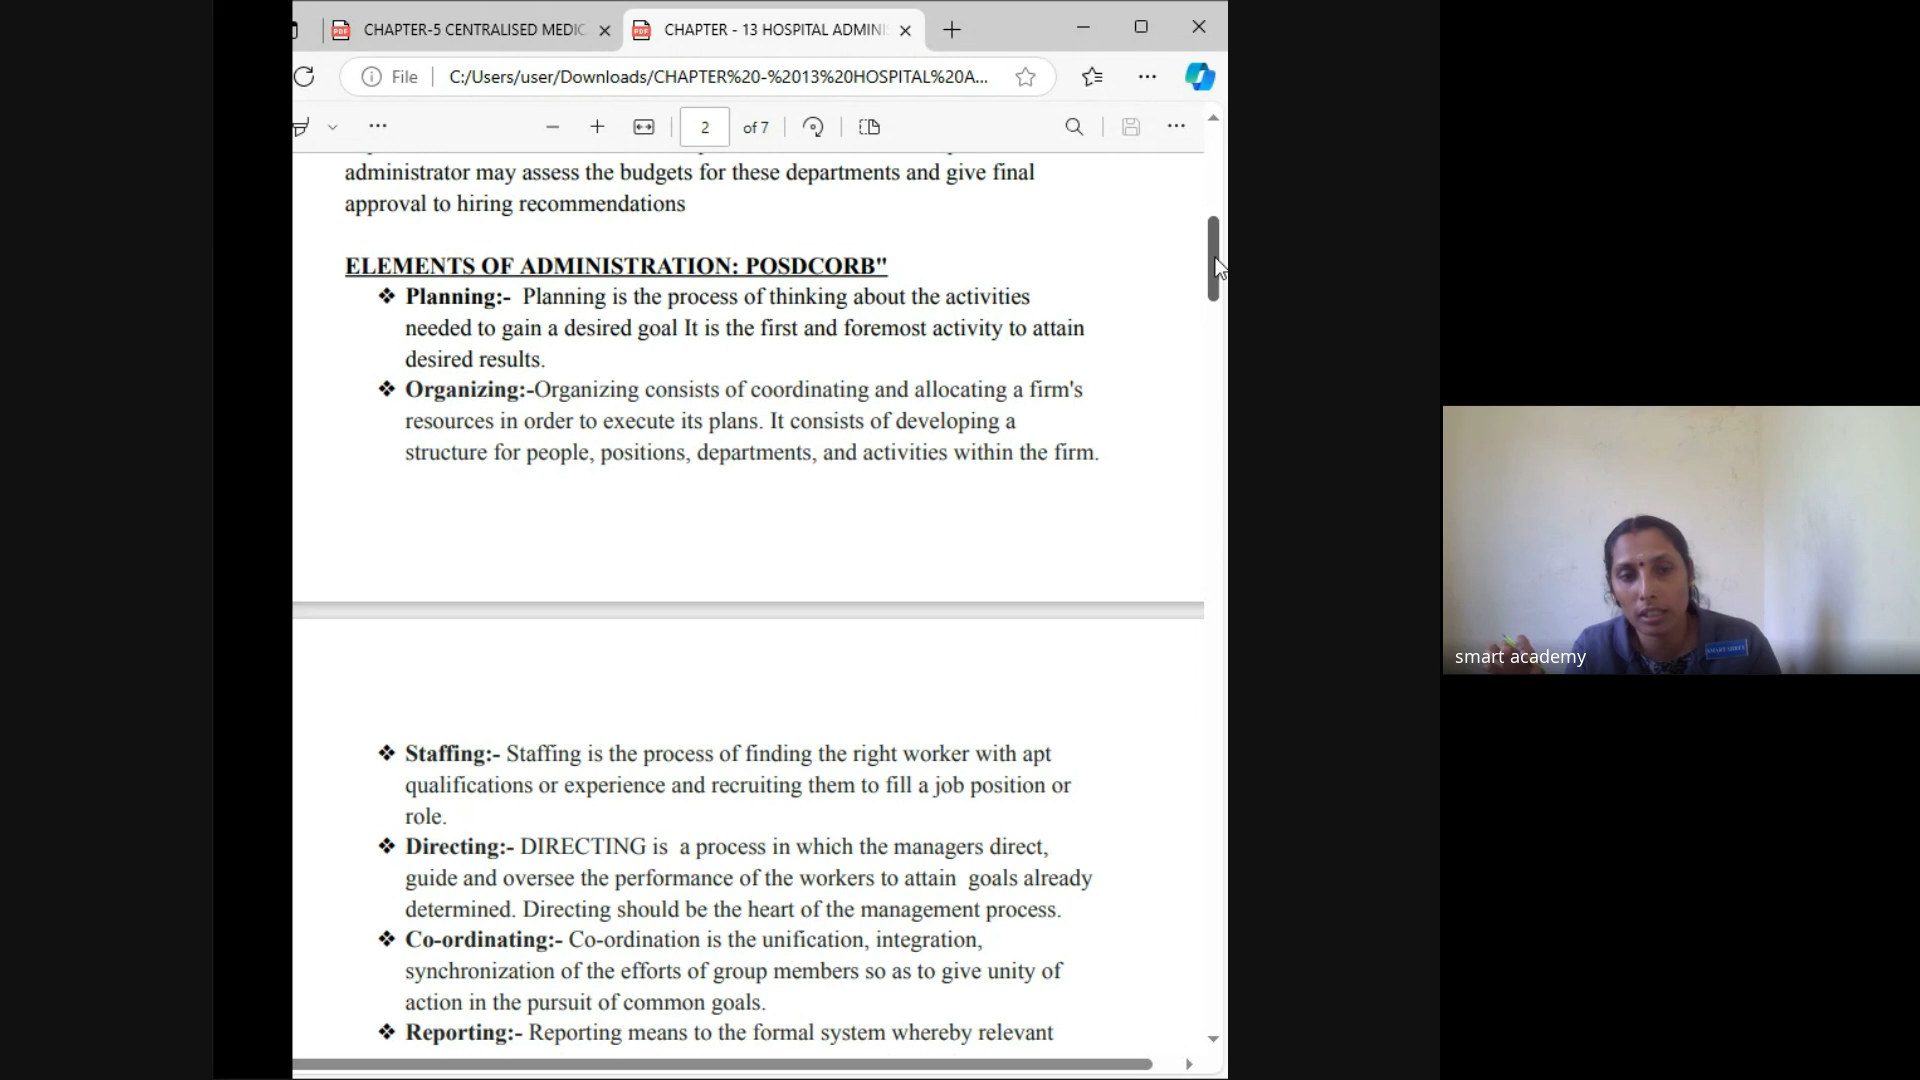 CHAPTER-5 CENTRALISED MEDIC
CHAPTER - 13 HOSPITAL ADMINI
File
C:/Users/user/Downloads/CHAPTER%20-%2013%20HOSPITAL%20A...
2 of 7
administrator may assess the budgets for these departments and give final
approval to hiring recommendations
ELEMENTS OF ADMINISTRATION: POSDCORB"
❖ Planning:- Planning is the process of thinking about the activities
needed to gain a desired goal It is the first and foremost activity to attain
desired results.
❖ Organizing:-Organizing consists of coordinating and allocating a firm's
resources in order to execute its plans. It consists of developing a
structure for people, positions, departments, and activities within the firm.
❖ Staffing:- Staffing is the process of finding the right worker with apt
qualifications or experience and recruiting them to fill a job position or
role.
❖ Directing:- DIRECTING is a process in which the managers direct,
guide and oversee the performance of the workers to attain goals already
determined. Directing should be the heart of the management process.
❖ Co-ordinating:- Co-ordination is the unification, integration,
synchronization of the efforts of group members so as to give unity of
action in the pursuit of common goals.
❖ Reporting:- Reporting means to the formal system whereby relevant
smart academy